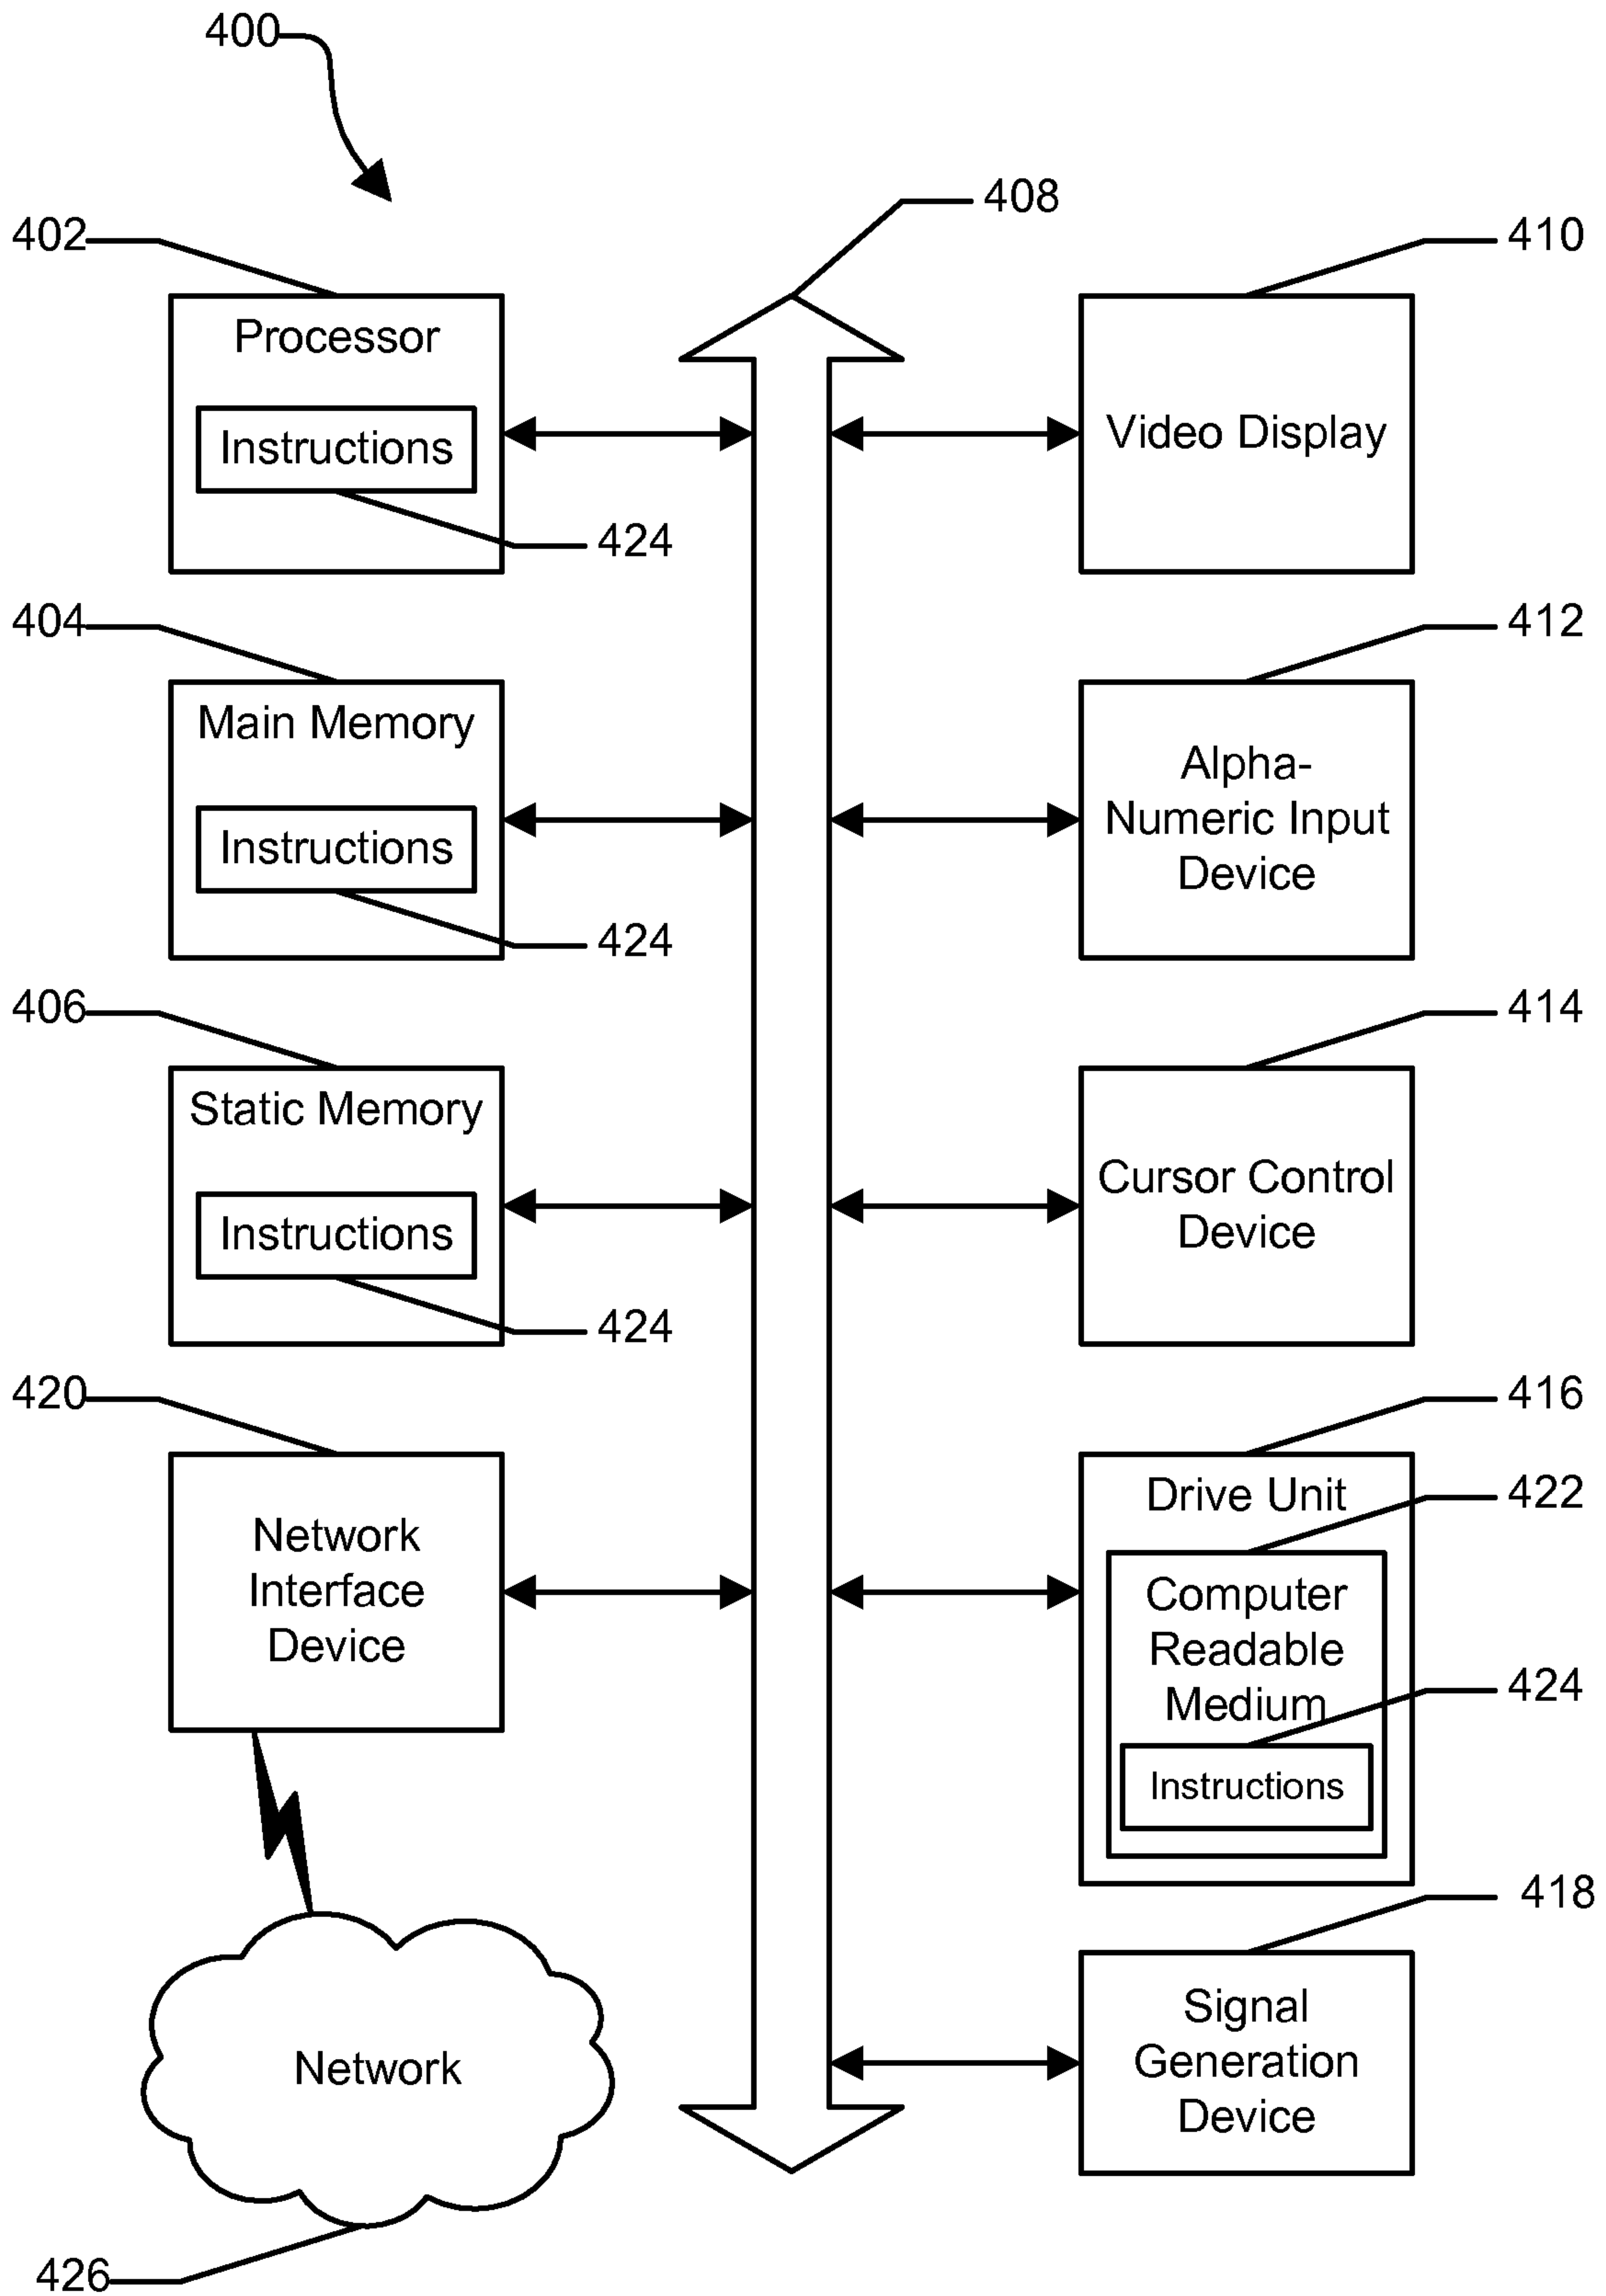 400
408
402
410
Processor
Instructions
424
Video Display
404
412
Main Memory
Instructions
424
Alpha-
Numeric Input
Device
406
414
Static Memory
Instructions
424
Cursor Control
Device
420
416
Network
Interface
Device
Drive Unit
422
Computer
Readable
Medium
424
Instructions
418
Signal
Generation
Device
Network
426